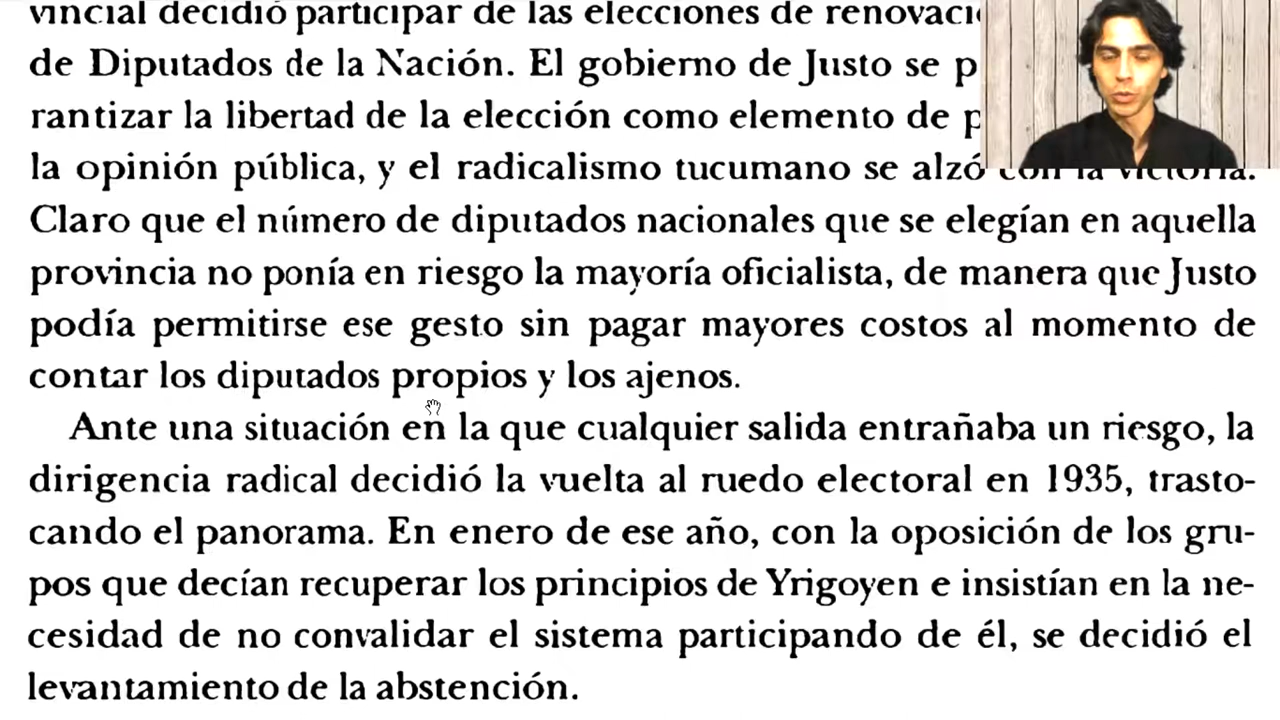 vincial decidió participar de las elecciones de renovaci
de Diputados de la Nación. El gobierno de Justo se p
rantizar la libertad de la elección como elemento de p
la opinión pública, y el radicalismo tucumano se alzó con la victoria.
Claro que el número de diputados nacionales que se elegían en aquella
provincia no ponía en riesgo la mayoría oficialista, de manera que Justo
podía permitirse ese gesto sin pagar mayores costos al momento de
contar los diputados propios y los ajenos.
Ante una situación en la que cualquier salida entrañaba un riesgo, la
dirigencia radical decidió la vuelta al ruedo electoral en 1935, trasto-
cando el panorama. En enero de ese año, con la oposición de los gru-
pos que decían recuperar los principios de Yrigoyen e insistían en la ne-
cesidad de no convalidar el sistema participando de él, se decidió el
levantamiento de la abstención.